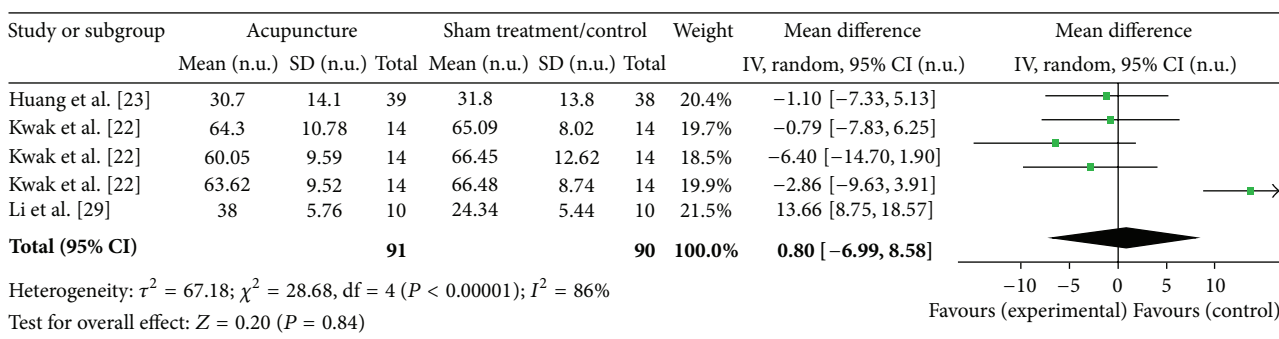 Study or subgroup Acupuncture Sham treatment/control Weight Mean difference Mean difference
Mean (n.u.) SD (n.u.) Total Mean (n.u.) SD (n.u.) Total IV, random, 95% CI (n.u.) IV, random, 95% CI (n.u.)
Huang et al. [23] 30.7 14.1 39 31.8 13.8 38 20.4% −1.10 [−7.33, 5.13]
Kwak et al. [22] 64.3 10.78 14 65.09 8.02 14 19.7% −0.79 [−7.83, 6.25]
Kwak et al. [22] 60.05 9.59 14 66.45 12.62 14 18.5% −6.40 [−14.70, 1.90]
Kwak et al. [22] 63.62 9.52 14 66.48 8.74 14 19.9% −2.86 [−9.63, 3.91]
Li et al. [29] 38 5.76 10 24.34 5.44 10 21.5% 13.66 [8.75, 18.57]
Total (95% CI) 91 90 100.0% 0.80 [−6.99, 8.58]
Heterogeneity: τ² = 67.18; χ² = 28.68, df = 4 (P < 0.00001); I² = 86%
Test for overall effect: Z = 0.20 (P = 0.84)
−10 −5 0 5 10
Favours (experimental) Favours (control)